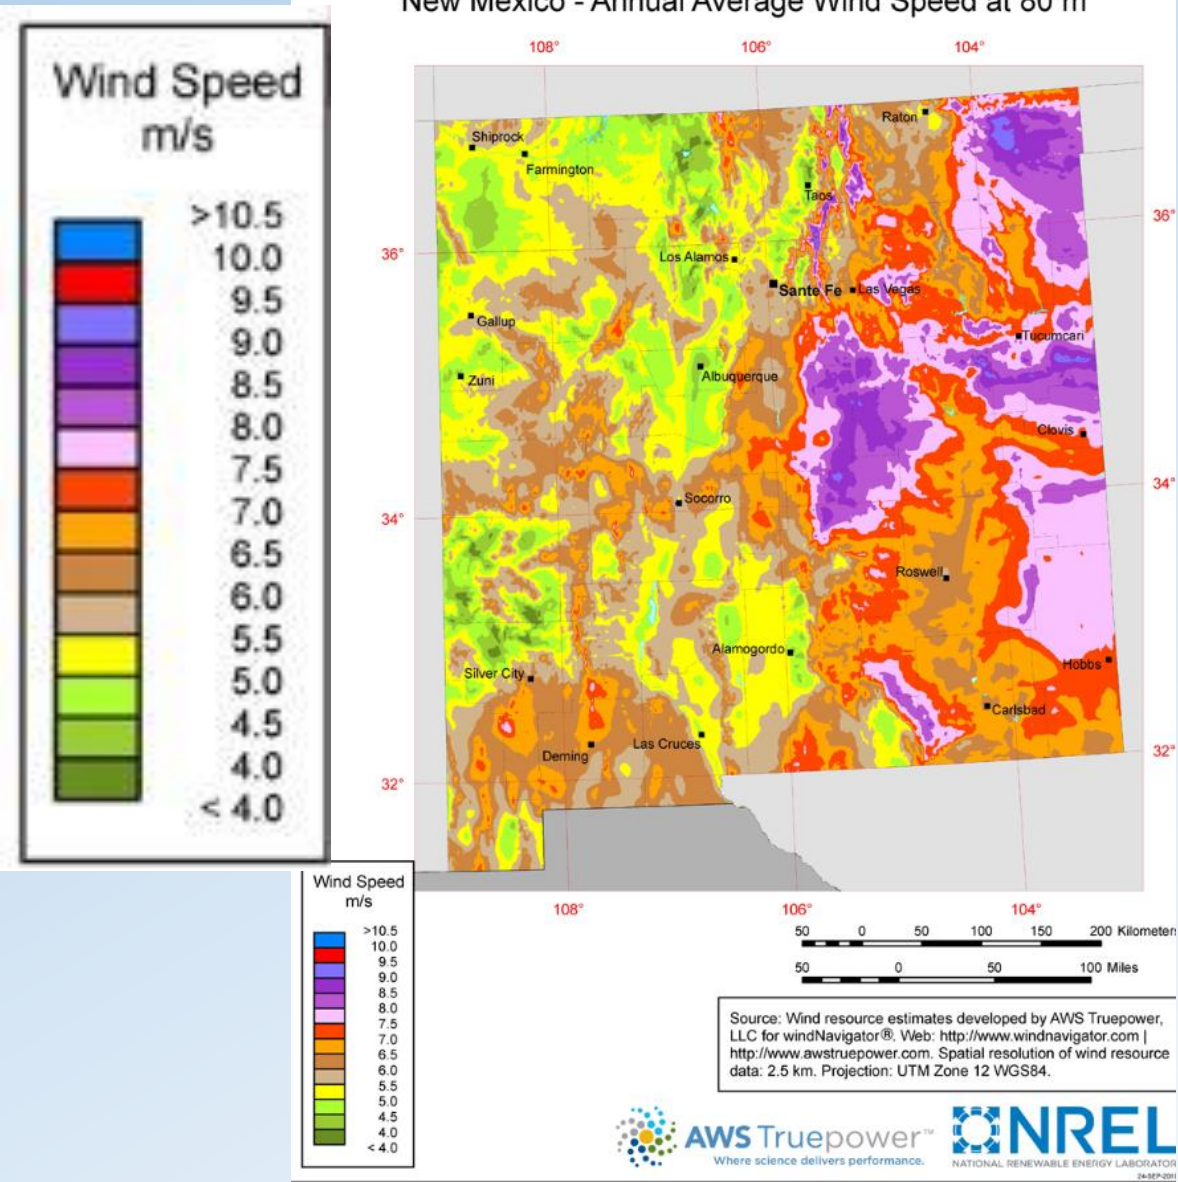 New Mexico - Annual Average Wind Speed at 80 m
Wind Speed
m/s
>10.5
10.0
9.5
9.0
8.5
8.0
7.5
7.0
6.5
6.0
5.5
5.0
4.5
4.0
< 4.0
108°
106°
104°
Raton
Shiprock
Farmington
Taos
36°
36°
Los Alamos
Sante Fe
Las Vegas
Gallup
Tucumcari
Zuni
Albuquerque
Clovis
34°
Socorro
34°
Roswell
Alamogordo
Hobbs
Silver City
Carlsbad
Las Cruces
Deming
32°
32°
108°
106°
104°
Wind Speed
m/s
>10.5
10.0
9.5
9.0
8.5
8.0
7.5
7.0
6.5
6.0
5.5
5.0
4.5
4.0
< 4.0
50 0 50 100 150 200 Kilometers
50 0 50 100 Miles
Source: Wind resource estimates developed by AWS Truepower,
LLC for windNavigator®. Web: http://www.windnavigator.com |
http://www.awstruepower.com. Spatial resolution of wind resource
data: 2.5 km. Projection: UTM Zone 12 WGS84.
AWS Truepower™
Where science delivers performance.
NREL
NATIONAL RENEWABLE ENERGY LABORATOR